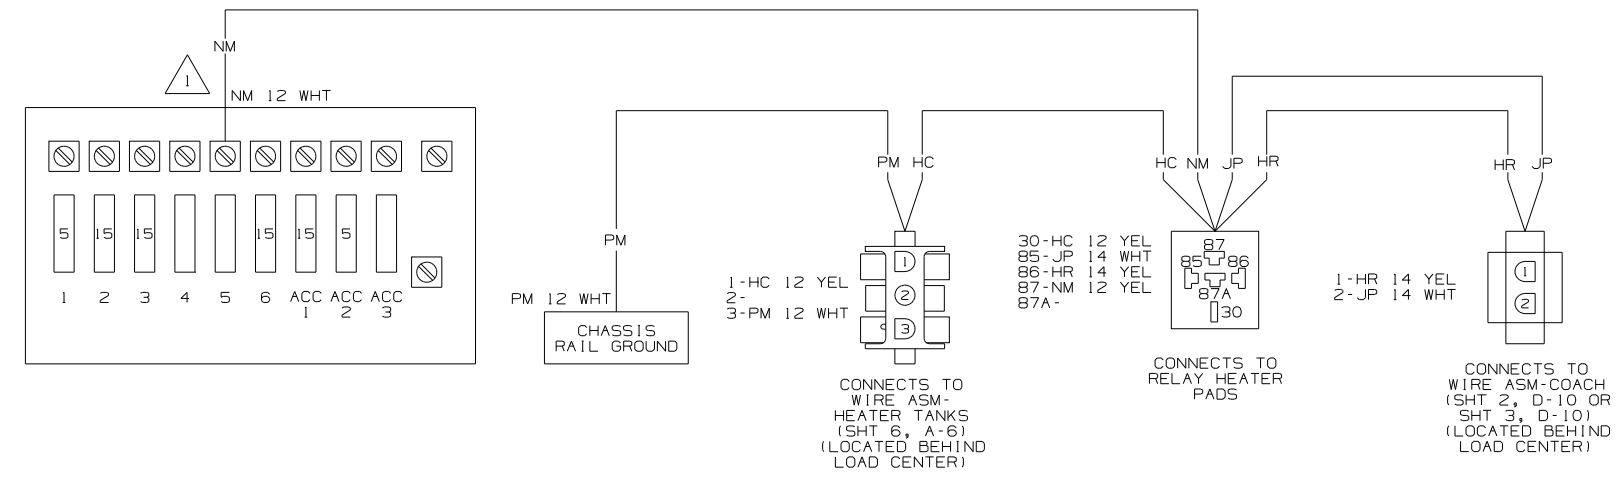 NM
1
NM 12 WHT
5 15 15 15 15 5
1 2 3 4 5 6 ACC 1 ACC 2 ACC 3
PM
PM 12 WHT
CHASSIS
RAIL GROUND
PM HC
1-HC 12 YEL
2-
3-PM 12 WHT
1
2
3
CONNECTS TO
WIRE ASM-
HEATER TANKS
(SHT 6, A-6)
(LOCATED BEHIND
LOAD CENTER)
HC NM JP HR
30-HC 12 YEL
85-JP 14 WHT
86-HR 14 YEL
87-NM 12 YEL
87A-
87
85 86
87A
30
CONNECTS TO
RELAY HEATER
PADS
HR JP
1-HR 14 YEL
2-JP 14 WHT
1
2
CONNECTS TO
WIRE ASM-COACH
(SHT 2, D-10 OR
SHT 3, D-10)
(LOCATED BEHIND
LOAD CENTER)